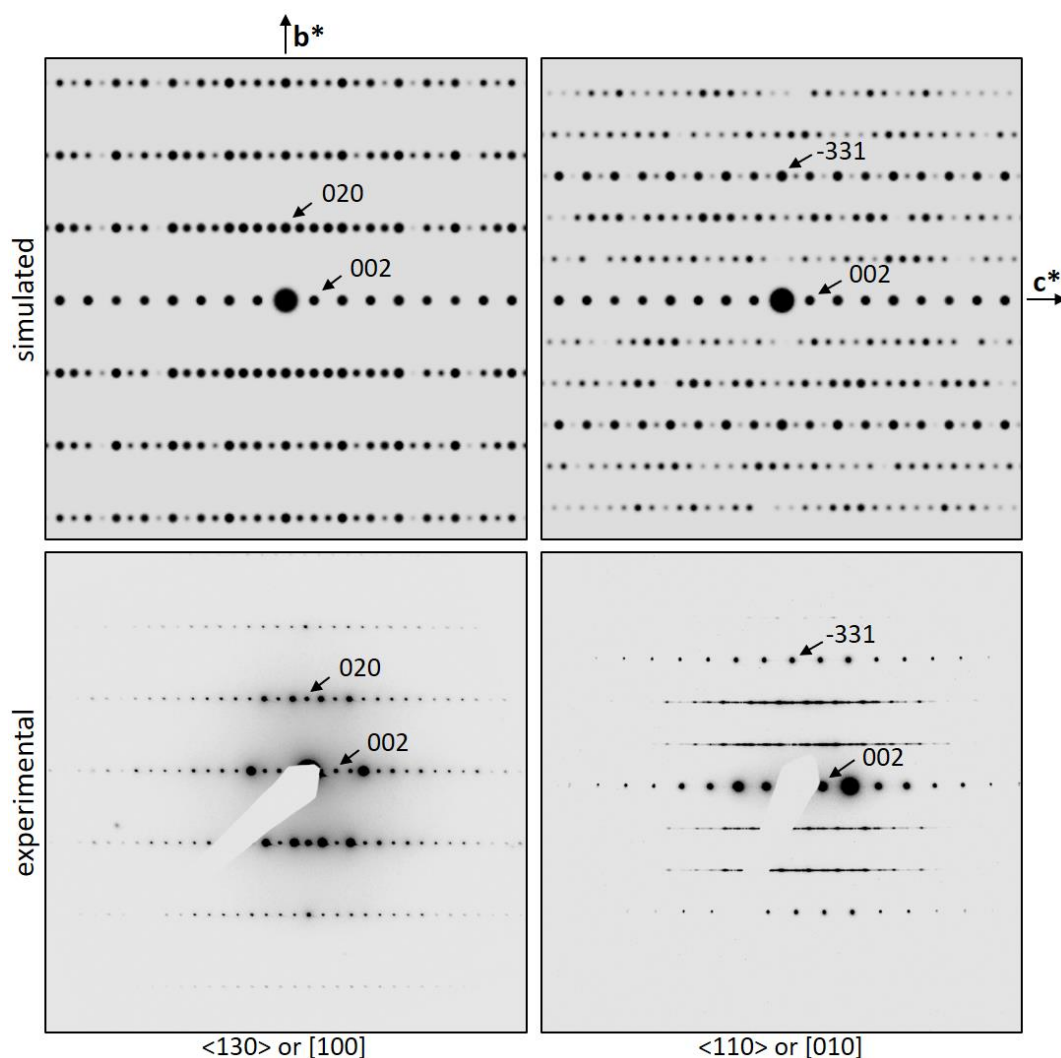 b*
020
002
simulated
-331
002
c*
020
002
experimental
<130> or [100]
-331
002
<110> or [010]